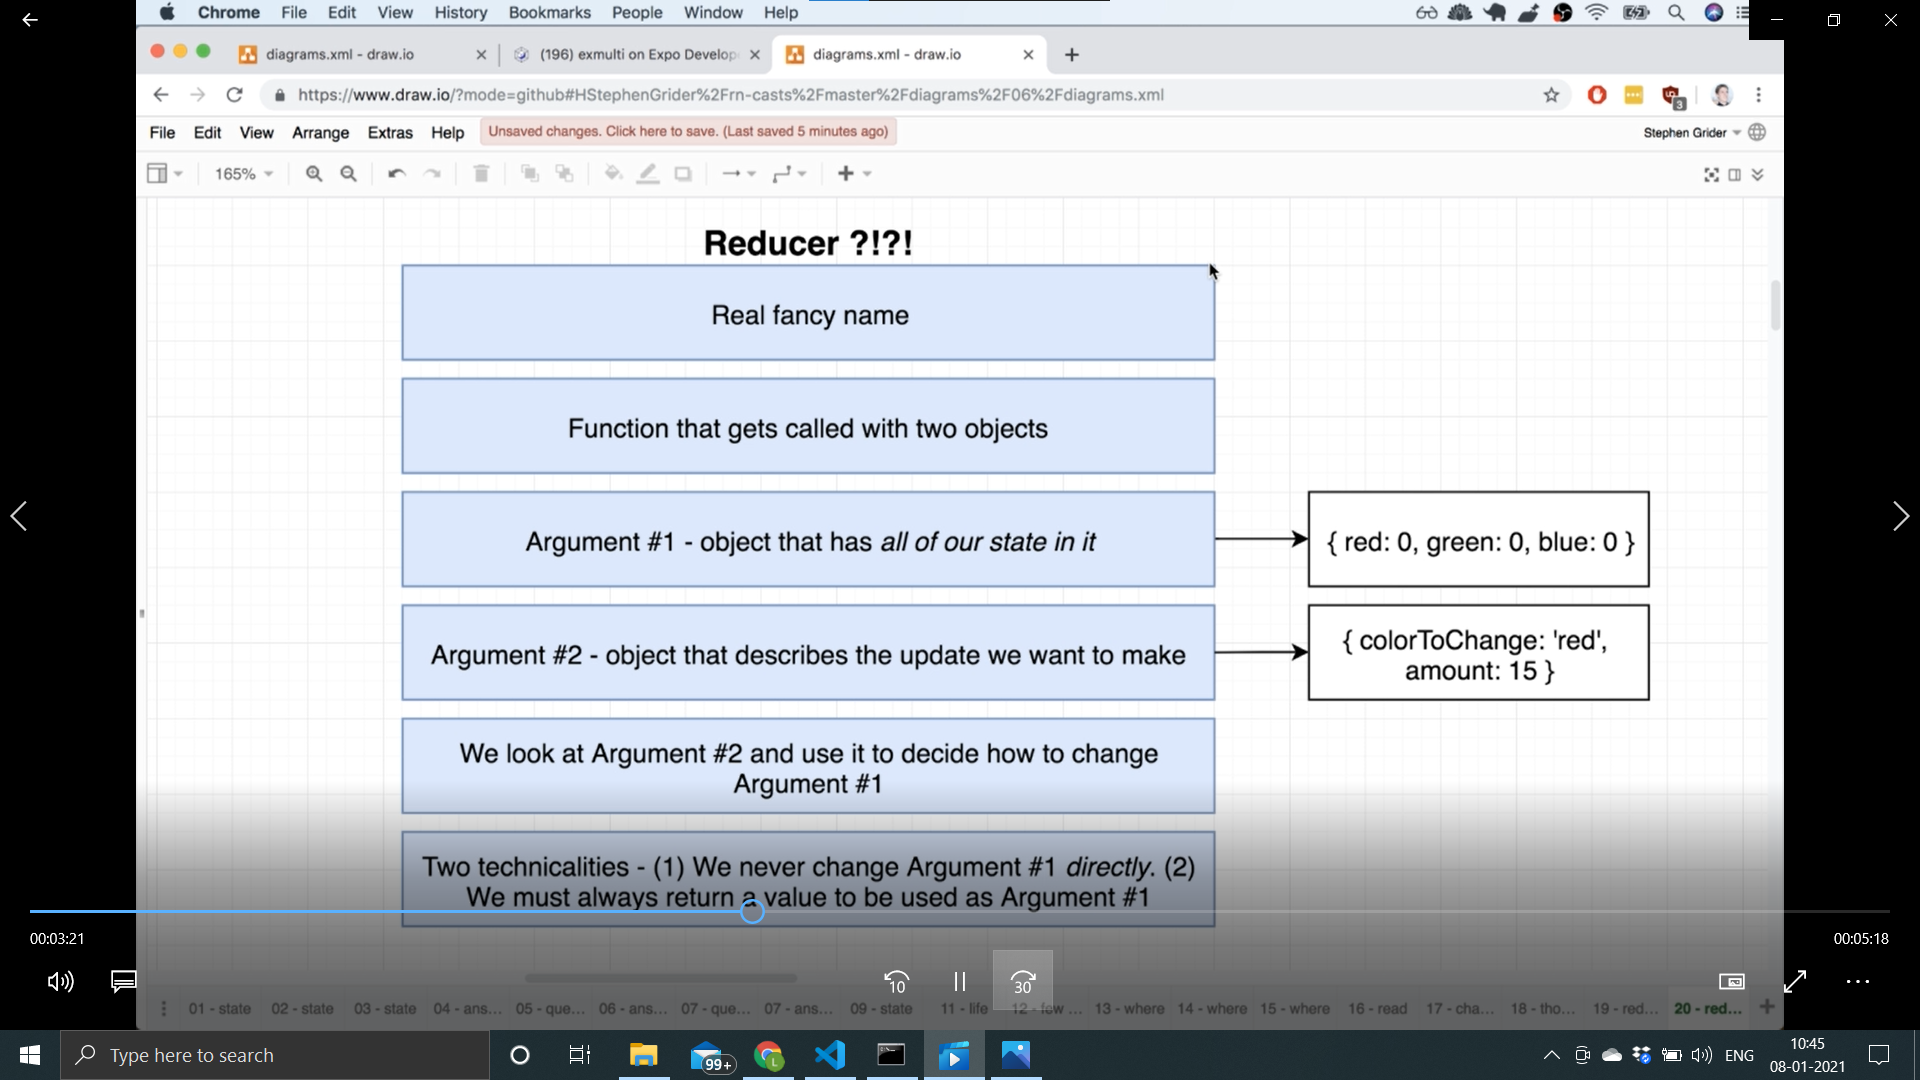 Chrome File Edit View History Bookmarks People Window Help
diagrams.xml - draw.io
(196) exmulti on Expo Develop
diagrams.xml - draw.io
https://www.draw.io/?mode=github#HStephenGrider%2Frn-casts%2Fmaster%2Fdiagrams%2F06%2Fdiagrams.xml
3
File Edit View Arrange Extras Help
Unsaved changes. Click here to save. (Last saved 5 minutes ago)
Stephen Grider
165%
Reducer ?!?!
Real fancy name
Function that gets called with two objects
Argument #1 - object that has all of our state in it
{ red: 0, green: 0, blue: 0 }
Argument #2 - object that describes the update we want to make
{ colorToChange: 'red',
amount: 15 }
We look at Argument #2 and use it to decide how to change
Argument #1
Two technicalities - (1) We never change Argument #1 directly. (2)
We must always return a value to be used as Argument #1
00:03:21
00:05:18
10
30
01 - state 02 - state 03 - state 04 - ans... 05 - que... 06 - ans... 07 - que... 07 - ans... 09 - state 11 - life 12 - few ... 13 - where 14 - where 15 - where 16 - read 17 - cha... 18 - tho... 19 - red... 20 - red...
Type here to search
99+
L
ENG
10:45
08-01-2021